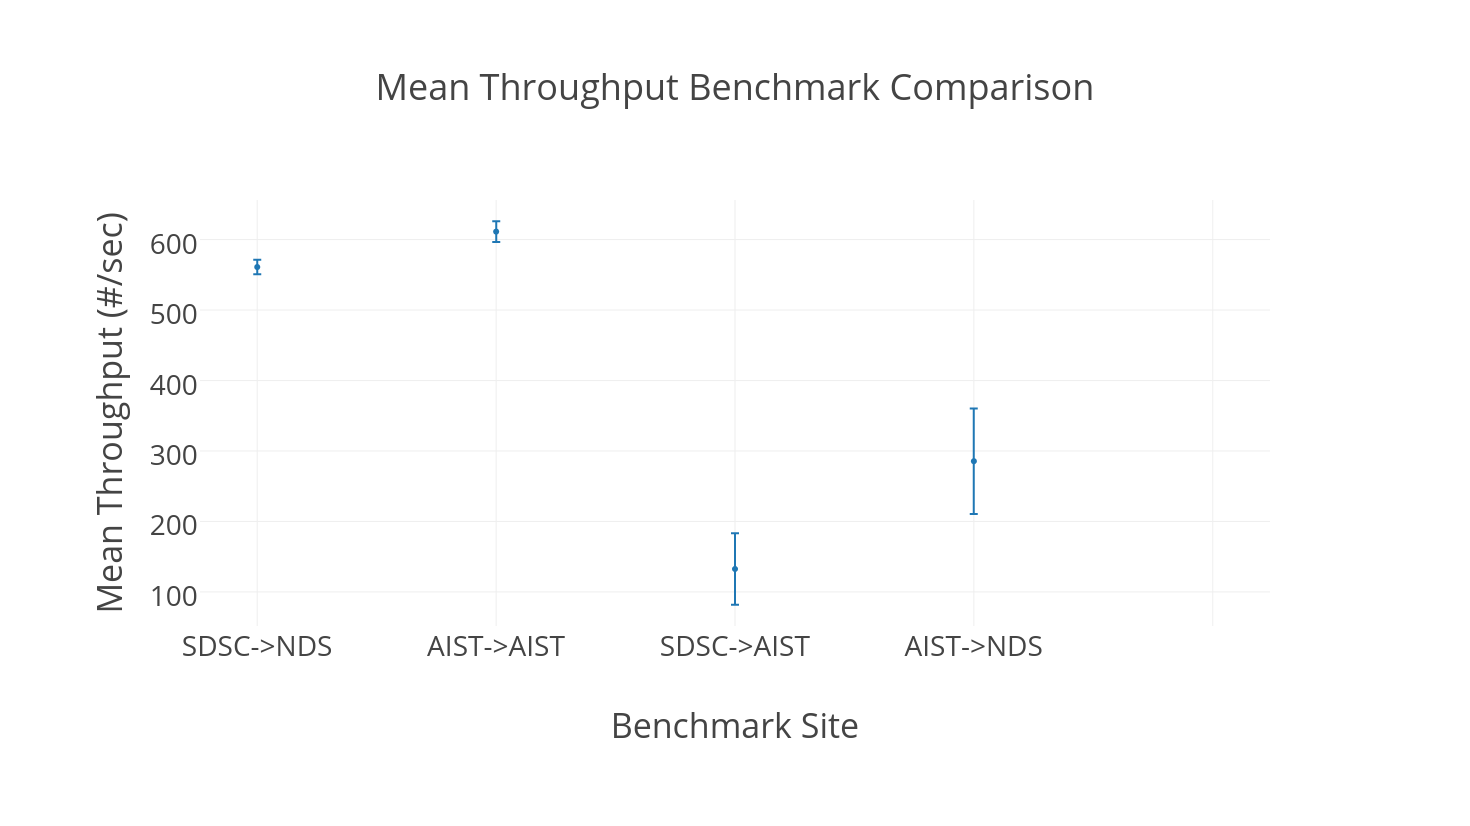 Mean Throughput Benchmark Comparison
Mean Throughput (#/sec)
600
500
400
300
200
100
SDSC->NDS AIST->AIST SDSC->AIST AIST->NDS
Benchmark Site